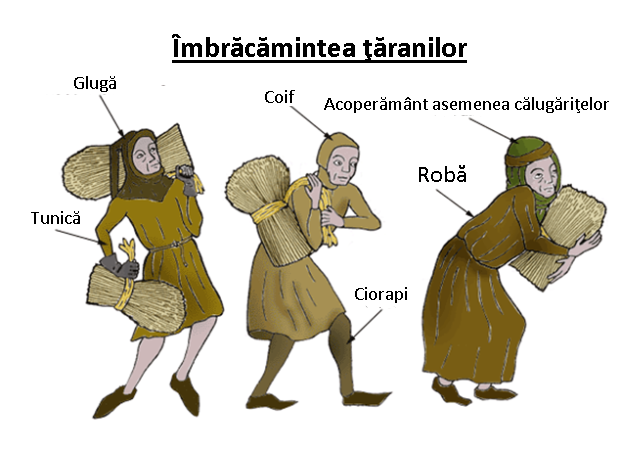 Îmbrăcămintea ţăranilor
Glugă
Coif
Acoperământ asemenea călugăriţelor
Robă
Tunică
Ciorapi